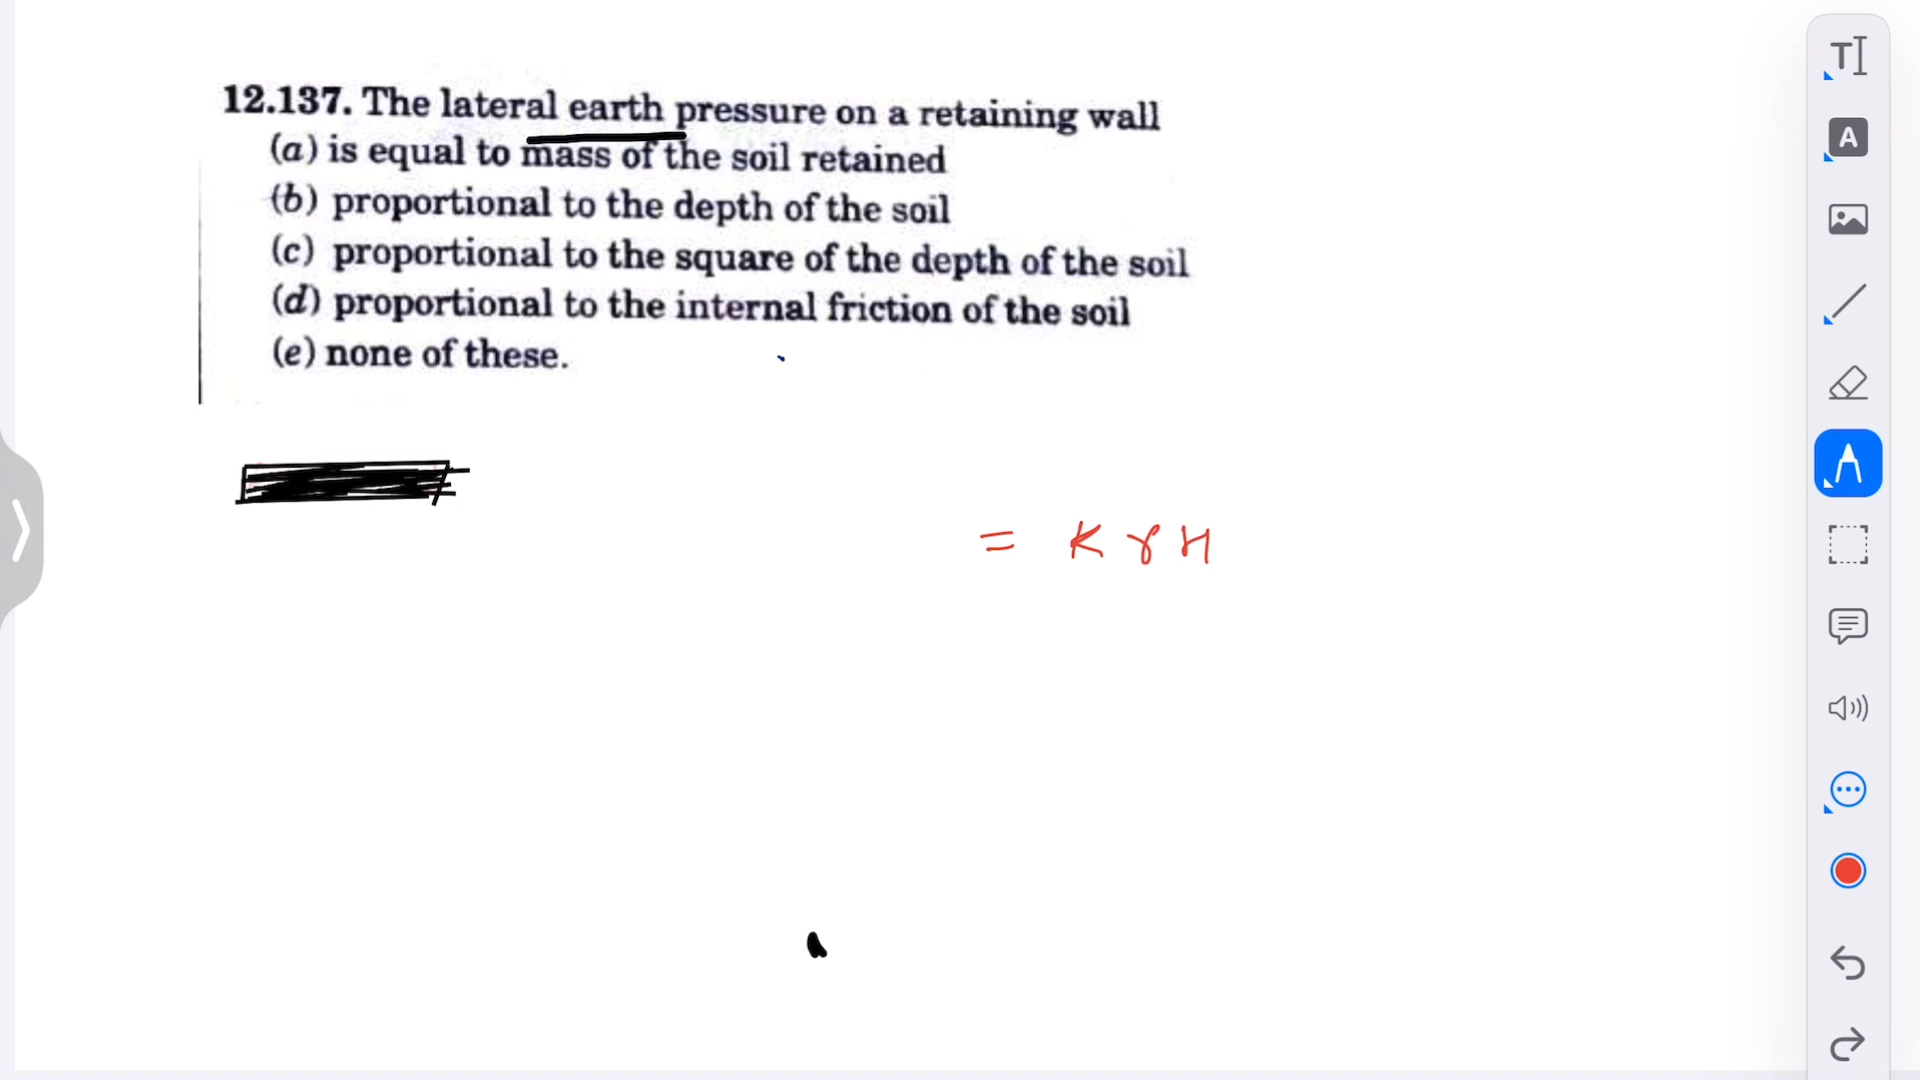 12.137. The lateral earth pressure on a retaining wall
(a) is equal to mass of the soil retained
(b) proportional to the depth of the soil
(c) proportional to the square of the depth of the soil
(d) proportional to the internal friction of the soil
(e) none of these.
= K γ H
T
A